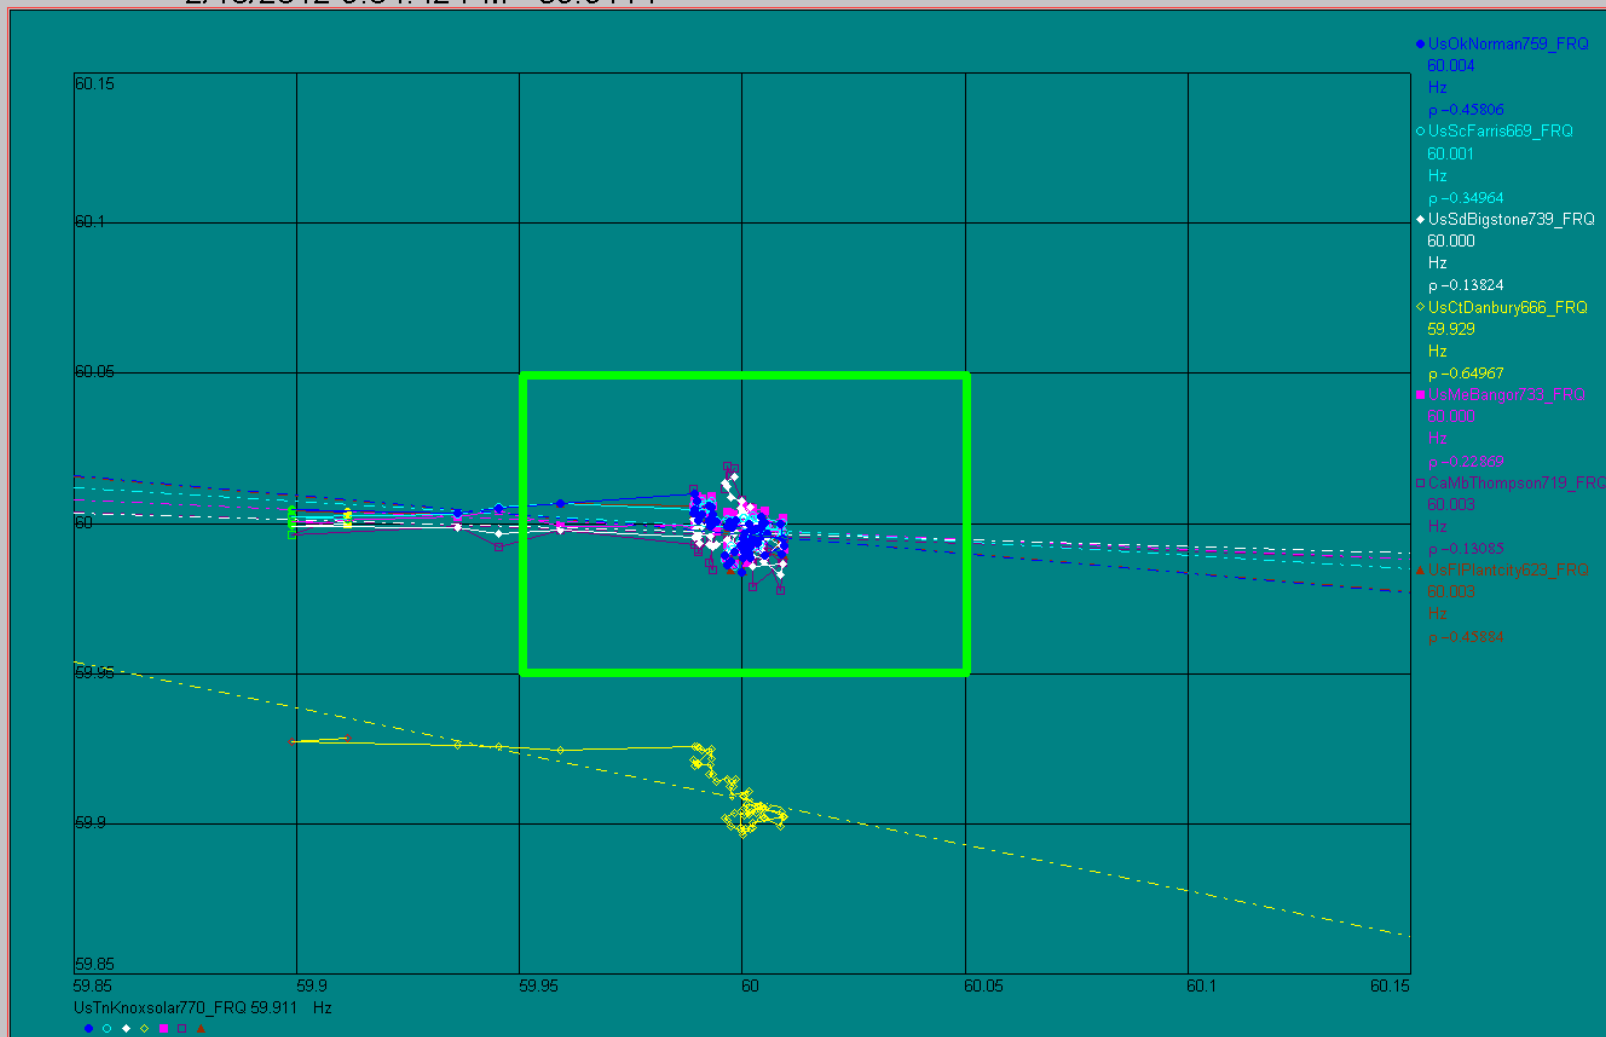 60.15
60.1
60.05
60
59.95
59.9
59.85
59.85 59.9 59.95 60 60.05 60.1 60.15
UsTnKnoxsolar770_FRQ 59.911 Hz
UsOkNorman759_FRQ
60.004
Hz
ρ -0.45806
UsScFarris669_FRQ
60.001
Hz
ρ -0.34964
UsSdBigstone739_FRQ
60.000
Hz
ρ -0.13824
UsCtDanbury666_FRQ
59.929
Hz
ρ -0.64967
UsMeBangor733_FRQ
60.000
Hz
ρ -0.22869
CaMbThompson719_FRQ
60.003
Hz
ρ -0.13085
UsFlPlantcity623_FRQ
60.003
Hz
ρ -0.45884